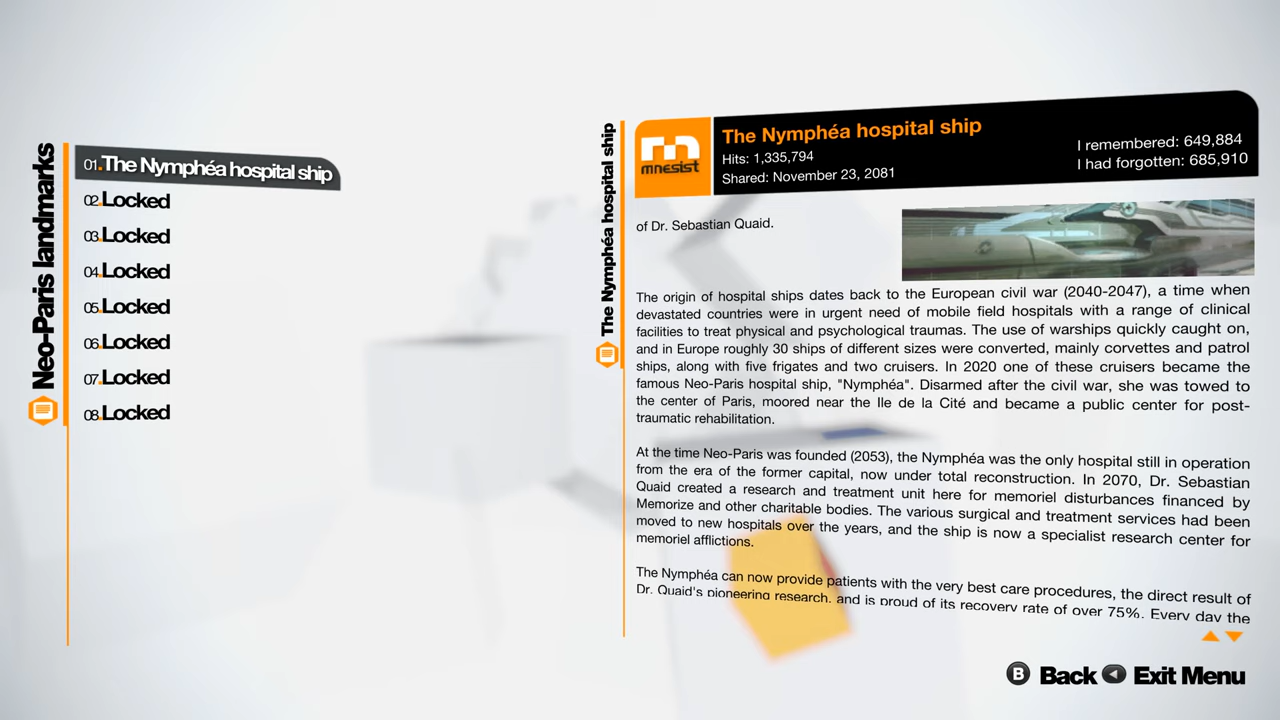 Neo-Paris landmarks
01.The Nymphéa hospital ship
02.Locked
03.Locked
04.Locked
05.Locked
06.Locked
07.Locked
08.Locked
The Nymphéa hospital ship
mnesist
The Nymphéa hospital ship
Hits: 1,335,794
Shared: November 23, 2081
I remembered: 649,884
I had forgotten: 685,910
of Dr. Sebastian Quaid.
The origin of hospital ships dates back to the European civil war (2040-2047), a time when
devastated countries were in urgent need of mobile field hospitals with a range of clinical
facilities to treat physical and psychological traumas. The use of warships quickly caught on,
and in Europe roughly 30 ships of different sizes were converted, mainly corvettes and patrol
ships, along with five frigates and two cruisers. In 2020 one of these cruisers became the
famous Neo-Paris hospital ship, "Nymphéa". Disarmed after the civil war, she was towed to
the center of Paris, moored near the Ile de la Cité and became a public center for post-
traumatic rehabilitation.
At the time Neo-Paris was founded (2053), the Nymphéa was the only hospital still in operation
from the era of the former capital, now under total reconstruction. In 2070, Dr. Sebastian
Quaid created a research and treatment unit here for memoriel disturbances financed by
Memorize and other charitable bodies. The various surgical and treatment services had been
moved to new hospitals over the years, and the ship is now a specialist research center for
memoriel afflictions.
The Nymphéa can now provide patients with the very best care procedures, the direct result of
Dr. Quaid's pioneering research, and is proud of its recovery rate of over 75%. Every day the
B Back Exit Menu